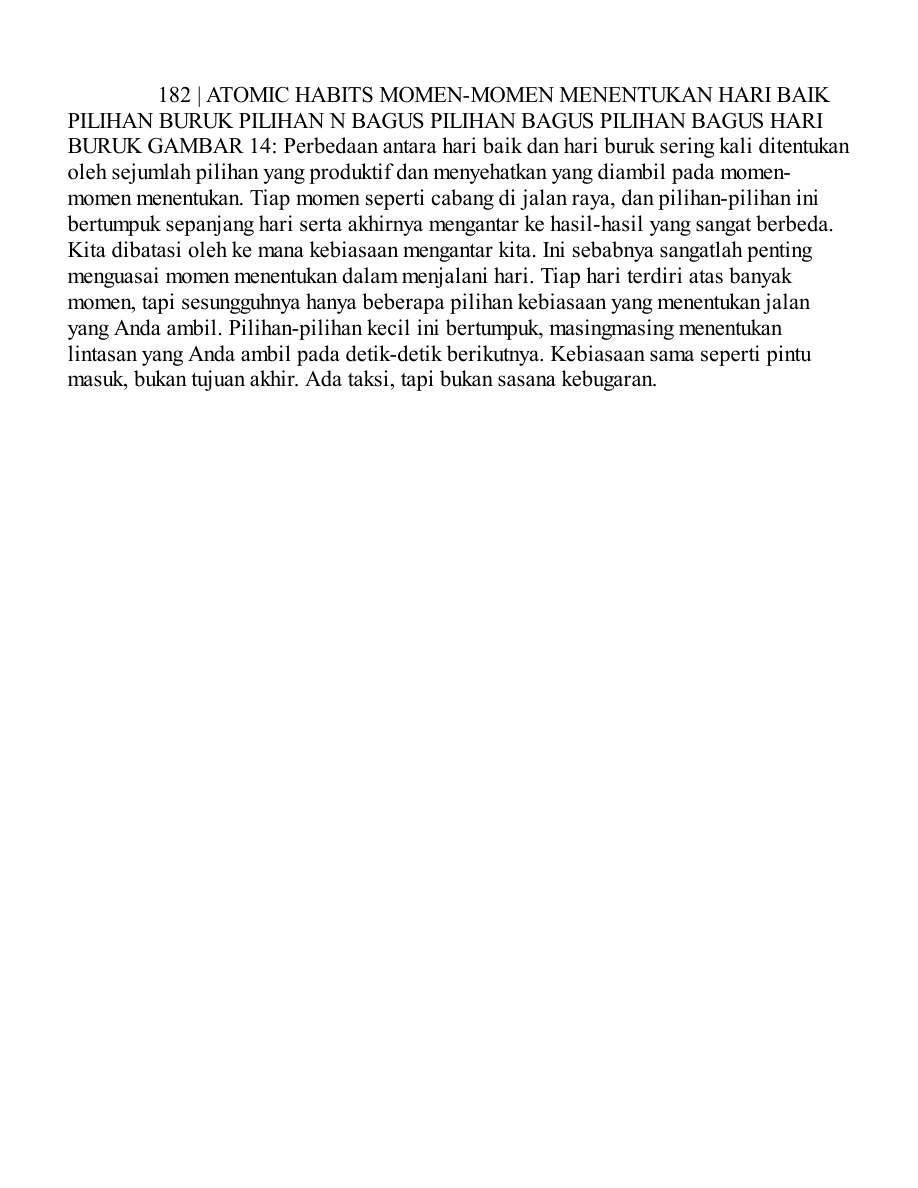 182 | ATOMIC HABITS MOMEN-MOMEN MENENTUKAN HARI BAIK
PILIHAN BURUK PILIHAN N BAGUS PILIHAN BAGUS PILIHAN BAGUS HARI
BURUK GAMBAR 14: Perbedaan antara hari baik dan hari buruk sering kali ditentukan
oleh sejumlah pilihan yang produktif dan menyehatkan yang diambil pada momen-
momen menentukan. Tiap momen seperti cabang di jalan raya, dan pilihan-pilihan ini
bertumpuk sepanjang hari serta akhirnya mengantar ke hasil-hasil yang sangat berbeda.
Kita dibatasi oleh ke mana kebiasaan mengantar kita. Ini sebabnya sangatlah penting
menguasai momen menentukan dalam menjalani hari. Tiap hari terdiri atas banyak
momen, tapi sesungguhnya hanya beberapa pilihan kebiasaan yang menentukan jalan
yang Anda ambil. Pilihan-pilihan kecil ini bertumpuk, masingmasing menentukan
lintasan yang Anda ambil pada detik-detik berikutnya. Kebiasaan sama seperti pintu
masuk, bukan tujuan akhir. Ada taksi, tapi bukan sasana kebugaran.